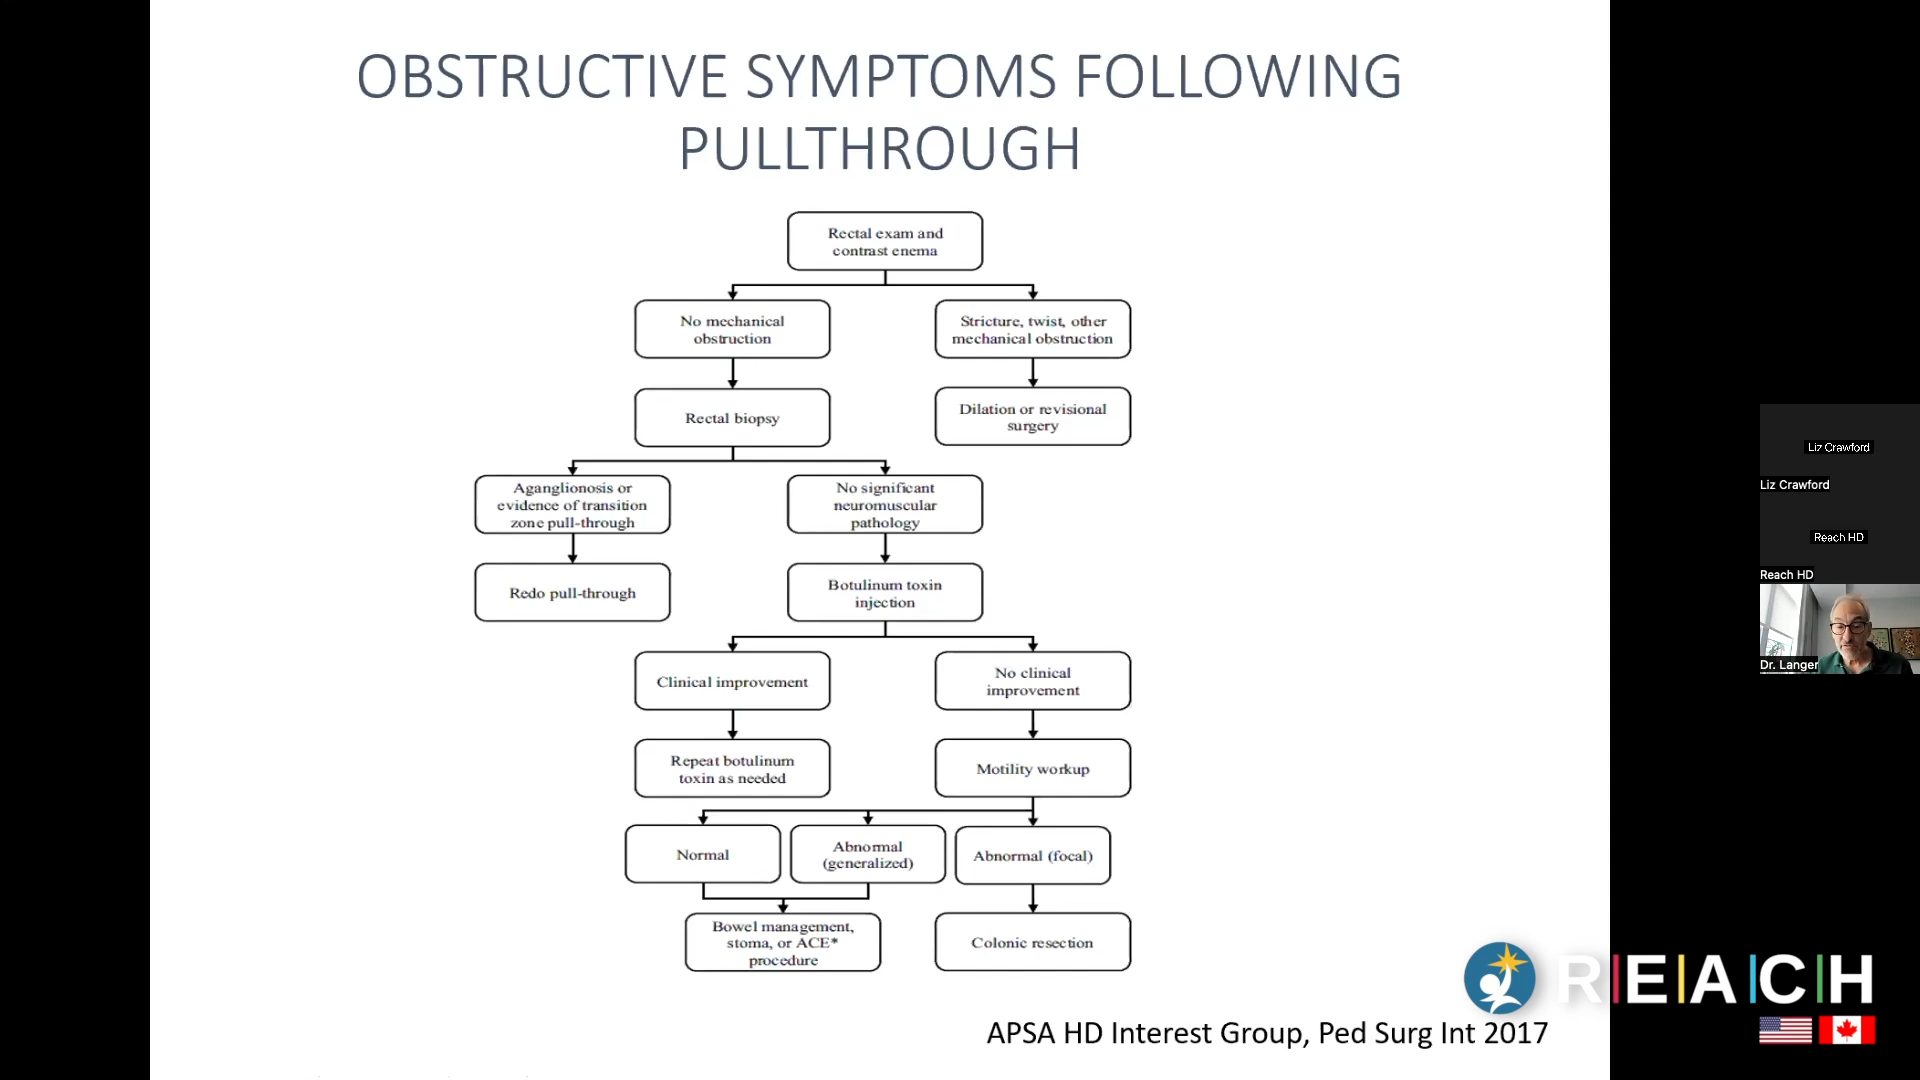 OBSTRUCTIVE SYMPTOMS FOLLOWING
PULLTHROUGH
Rectal exam and
contrast enema
No mechanical
obstruction
Stricture, twist, other
mechanical obstruction
Rectal biopsy
Dilation or revisional
surgery
Aganglionosis or
evidence of transition
zone pull-through
No significant
neuromuscular
pathology
Redo pull-through
Botulinum toxin
injection
Clinical improvement
No clinical
improvement
Repeat botulinum
toxin as needed
Motility workup
Normal
Abnormal
(generalized)
Abnormal (focal)
Bowel management,
stoma, or ACE*
procedure
Colonic resection
APSA HD Interest Group, Ped Surg Int 2017
Liz Crawford
Liz Crawford
Reach HD
Reach HD
Dr. Langer
R|E|A|C|H